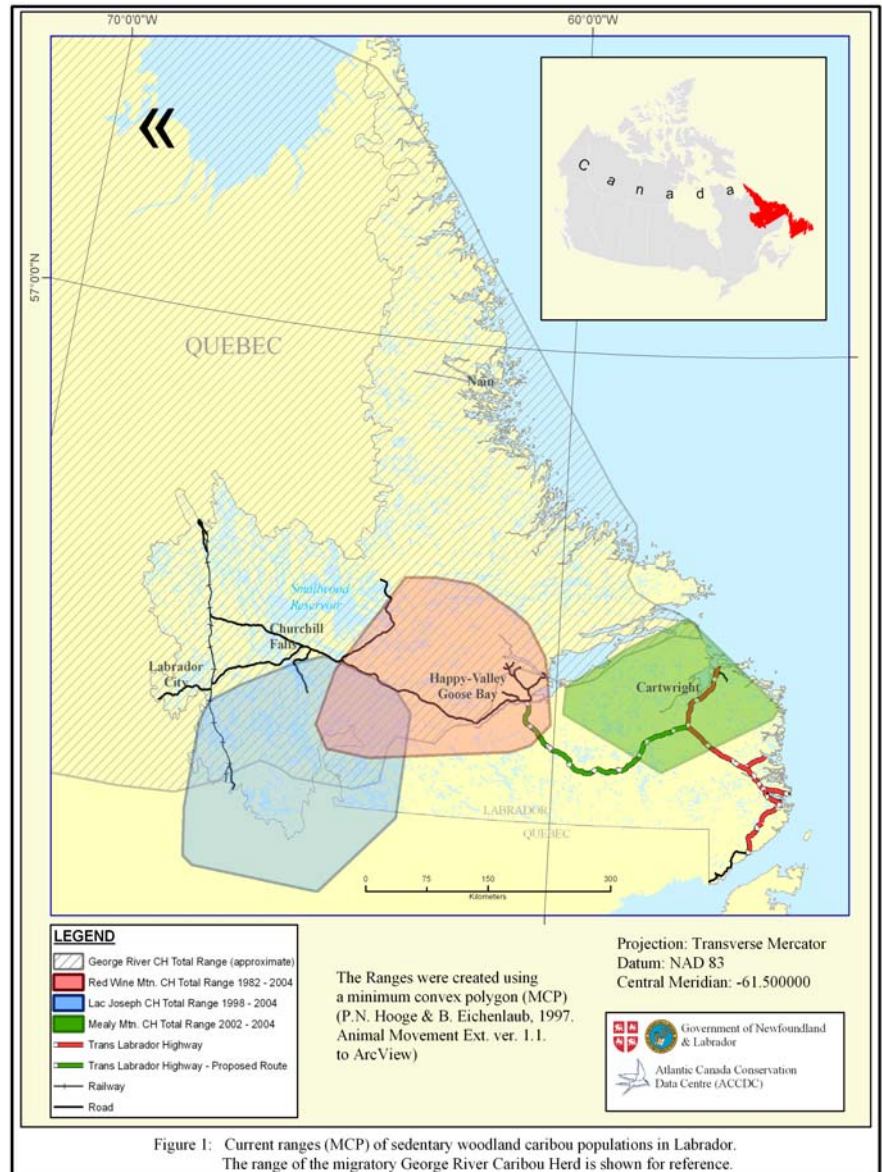 70°0'0"W
60°0'0"W
«
Canada
57°0'0"N
QUEBEC
Nain
Smallwood
Reservoir
Churchill
Falls
Labrador
City
Happy-Valley
Goose Bay
Cartwright
LABRADOR
QUEBEC
0 75 150 300
Kilometers
LEGEND
George River CH Total Range (approximate)
Red Wine Mtn. CH Total Range 1982 - 2004
Lac Joseph CH Total Range 1998 - 2004
Mealy Mtn. CH Total Range 2002 - 2004
Trans Labrador Highway
Trans Labrador Highway - Proposed Route
Railway
Road
The Ranges were created using
a minimum convex polygon (MCP)
(P.N. Hooge & B. Eichenlaub, 1997.
Animal Movement Ext. ver. 1.1.
to ArcView)
Projection: Transverse Mercator
Datum: NAD 83
Central Meridian: -61.500000
Government of Newfoundland
& Labrador
Atlantic Canada Conservation
Data Centre (ACCDC)
Figure 1: Current ranges (MCP) of sedentary woodland caribou populations in Labrador.
The range of the migratory George River Caribou Herd is shown for reference.